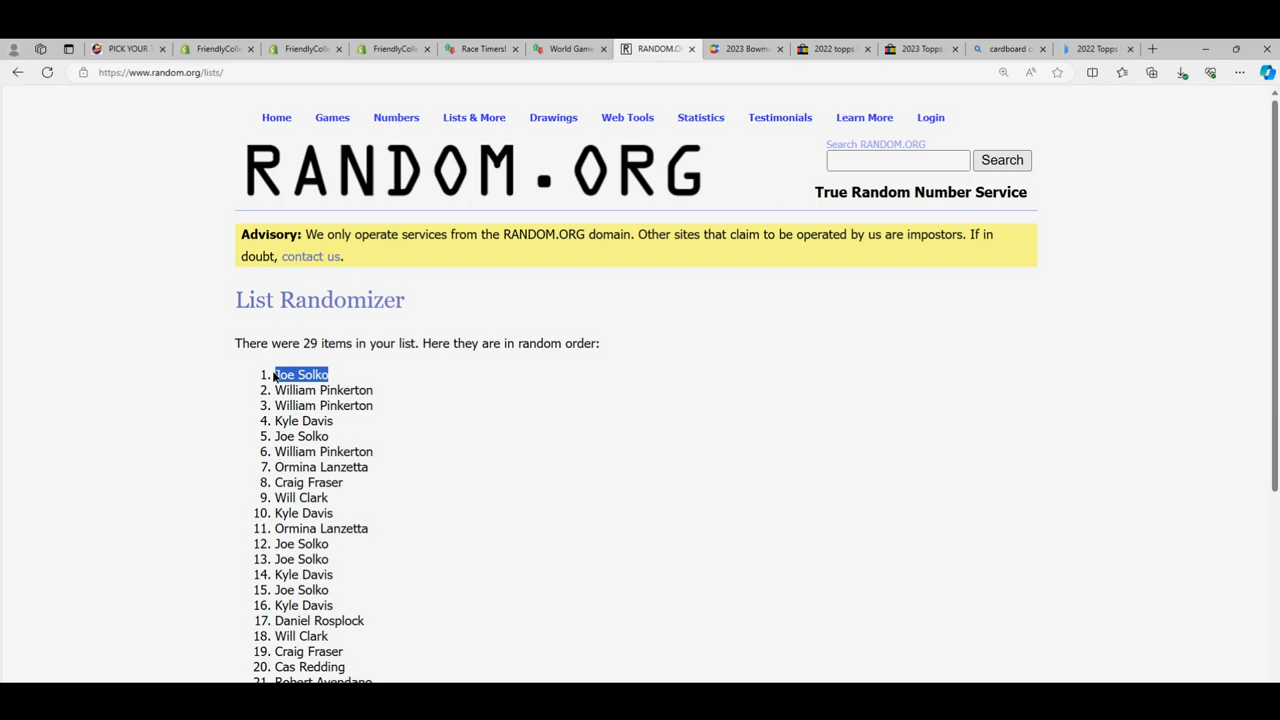 PICK YOUR T
FriendlyColle
FriendlyColle
FriendlyColle
Race Timers!
World Game
RANDOM.O
2023 Bowma
2022 topps
2023 Topps
cardboard c
2022 Topps
https://www.random.org/lists/
Home Games Numbers Lists & More Drawings Web Tools Statistics Testimonials Learn More Login
RANDOM.ORG
Search RANDOM.ORG
Search
True Random Number Service
Advisory: We only operate services from the RANDOM.ORG domain. Other sites that claim to be operated by us are impostors. If in
doubt, contact us.
List Randomizer
There were 29 items in your list. Here they are in random order:
1. Joe Solko
2. William Pinkerton
3. William Pinkerton
4. Kyle Davis
5. Joe Solko
6. William Pinkerton
7. Ormina Lanzetta
8. Craig Fraser
9. Will Clark
10. Kyle Davis
11. Ormina Lanzetta
12. Joe Solko
13. Joe Solko
14. Kyle Davis
15. Joe Solko
16. Kyle Davis
17. Daniel Rosplock
18. Will Clark
19. Craig Fraser
20. Cas Redding
21. Robert Avendano